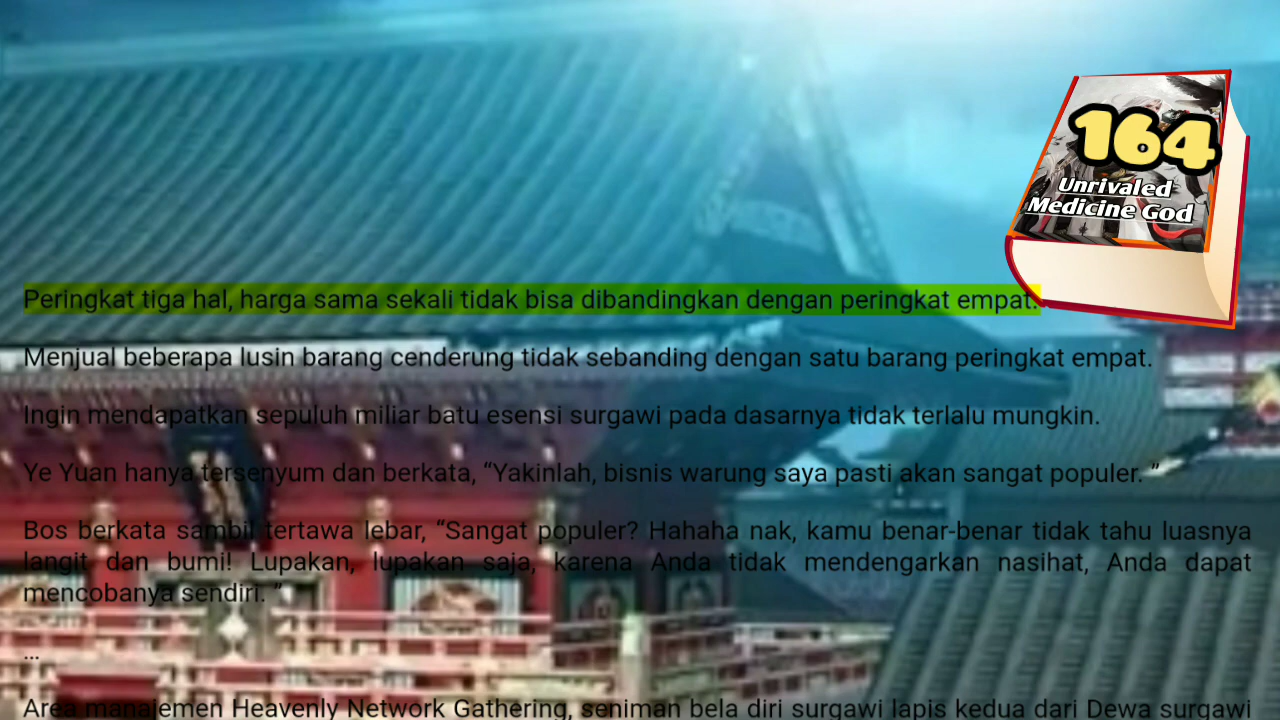 164
Unrivaled
Medicine God
Peringkat tiga hal, harga sama sekali tidak bisa dibandingkan dengan peringkat empat.
Menjual beberapa lusin barang cenderung tidak sebanding dengan satu barang peringkat empat.
Ingin mendapatkan sepuluh miliar batu esensi surgawi pada dasarnya tidak terlalu mungkin.
Ye Yuan hanya tersenyum dan berkata, “Yakinlah, bisnis warung saya pasti akan sangat populer. ”
Bos berkata sambil tertawa lebar, “Sangat populer? Hahaha nak, kamu benar-benar tidak tahu luasnya
langit dan bumi! Lupakan, lupakan saja, karena Anda tidak mendengarkan nasihat, Anda dapat
mencobanya sendiri. ”
...
Area manajemen Heavenly Network Gathering, seniman bela diri surgawi lapis kedua dari Dewa surgawi